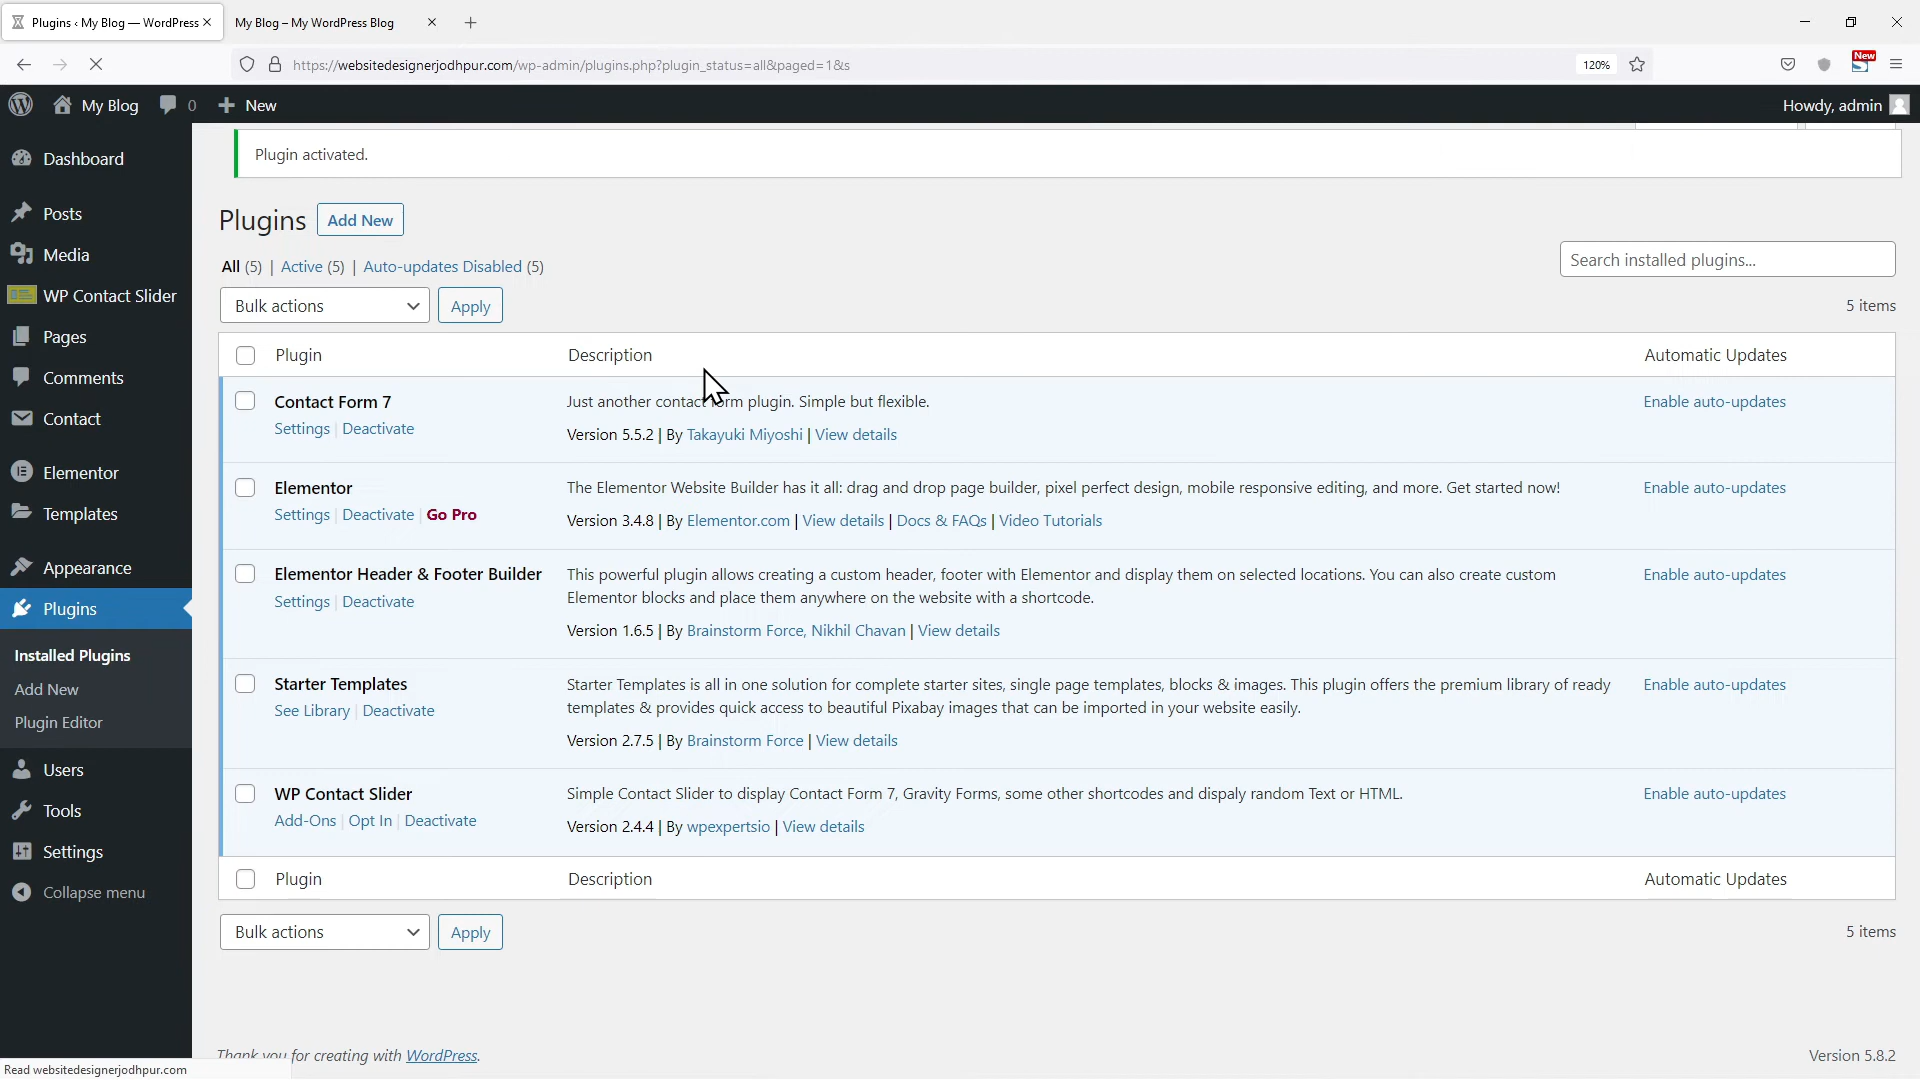 Plugins ‹ My Blog — WordPress
My Blog – My WordPress Blog
https://websitedesignerjodhpur.com/wp-admin/plugins.php?plugin_status=all&paged=1&s
120%
New
My Blog
0
New
Howdy, admin
Dashboard
Posts
Media
WP Contact Slider
Pages
Comments
Contact
Elementor
Templates
Appearance
Plugins
Installed Plugins
Add New
Plugin Editor
Users
Tools
Settings
Collapse menu
Plugin activated.
Plugins
Add New
All (5) | Active (5) | Auto-updates Disabled (5)
Search installed plugins...
Bulk actions
Apply
5 items
Plugin
Description
Automatic Updates
Contact Form 7
Settings | Deactivate
Just another contact form plugin. Simple but flexible.
Version 5.5.2 | By Takayuki Miyoshi | View details
Enable auto-updates
Elementor
Settings | Deactivate | Go Pro
The Elementor Website Builder has it all: drag and drop page builder, pixel perfect design, mobile responsive editing, and more. Get started now!
Version 3.4.8 | By Elementor.com | View details | Docs & FAQs | Video Tutorials
Enable auto-updates
Elementor Header & Footer Builder
Settings | Deactivate
This powerful plugin allows creating a custom header, footer with Elementor and display them on selected locations. You can also create custom
Elementor blocks and place them anywhere on the website with a shortcode.
Version 1.6.5 | By Brainstorm Force, Nikhil Chavan | View details
Enable auto-updates
Starter Templates
See Library | Deactivate
Starter Templates is all in one solution for complete starter sites, single page templates, blocks & images. This plugin offers the premium library of ready
templates & provides quick access to beautiful Pixabay images that can be imported in your website easily.
Version 2.7.5 | By Brainstorm Force | View details
Enable auto-updates
WP Contact Slider
Add-Ons | Opt In | Deactivate
Simple Contact Slider to display Contact Form 7, Gravity Forms, some other shortcodes and dispaly random Text or HTML.
Version 2.4.4 | By wpexpertsio | View details
Enable auto-updates
Plugin
Description
Automatic Updates
Bulk actions
Apply
5 items
Thank you for creating with WordPress.
Version 5.8.2
Read websitedesignerjodhpur.com